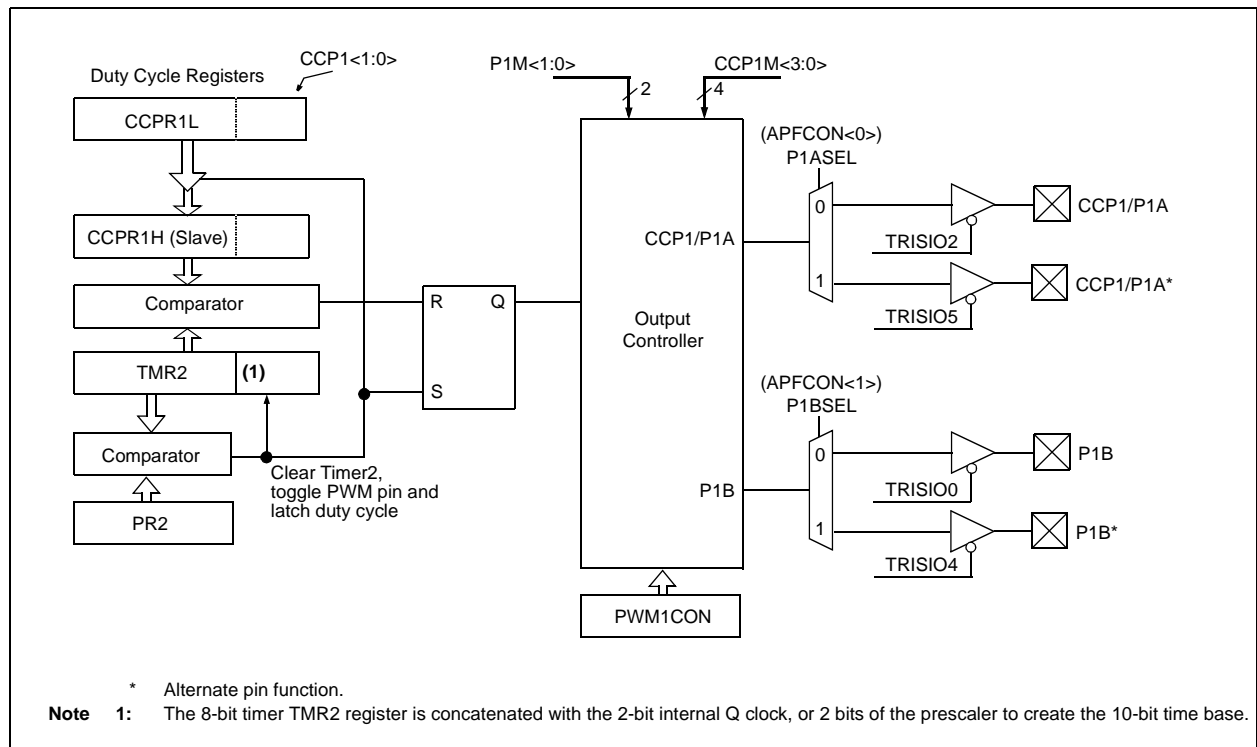 Duty Cycle Registers
CCP1<1:0>
CCPR1L
CCPR1H (Slave)
Comparator
TMR2
(1)
Comparator
PR2
Clear Timer2,
toggle PWM pin and
latch duty cycle
R
Q
S
P1M<1:0>
2
CCP1M<3:0>
4
CCP1/P1A
Output
Controller
P1B
PWM1CON
(APFCON<0>)
P1ASEL
0
1
TRISIO2
CCP1/P1A
TRISIO5
CCP1/P1A*
(APFCON<1>)
P1BSEL
0
1
TRISIO0
P1B
TRISIO4
P1B*
* Alternate pin function.
Note 1: The 8-bit timer TMR2 register is concatenated with the 2-bit internal Q clock, or 2 bits of the prescaler to create the 10-bit time base.